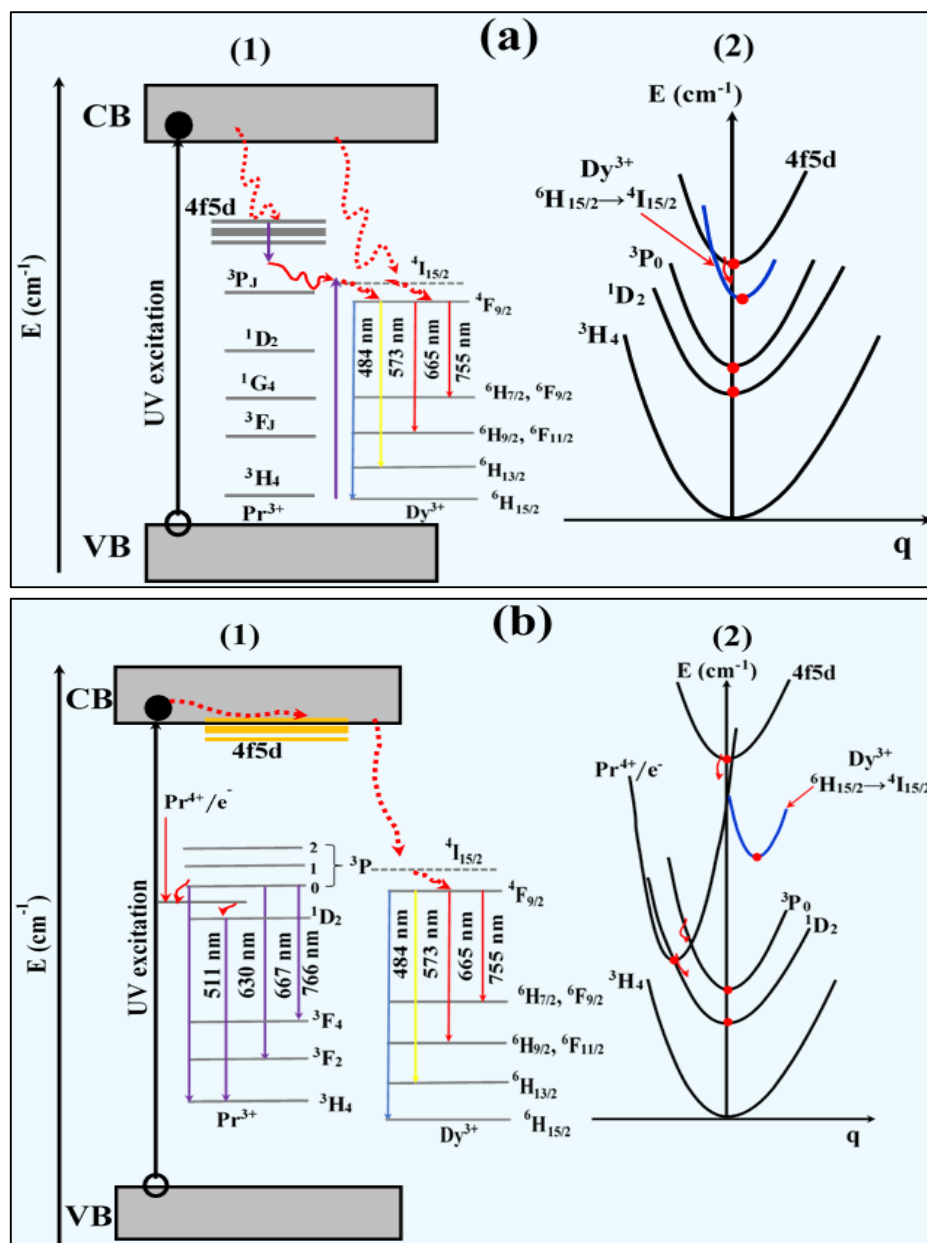 (a)
(1)
(2)
CB
E (cm⁻¹)
UV excitation
4f5d
³Pⱼ
¹D₂
¹G₄
³Fⱼ
³H₄
Pr³⁺
⁴I₁₅/₂
⁴F₉/₂
484 nm
573 nm
665 nm
755 nm
⁶H₇/₂, ⁶F₉/₂
⁶H₉/₂, ⁶F₁₁/₂
⁶H₁₃/₂
⁶H₁₅/₂
Dy³⁺
VB
E (cm⁻¹)
4f5d
Dy³⁺
⁶H₁₅/₂→⁴I₁₅/₂
³P₀
¹D₂
³H₄
q
(b)
(1)
(2)
CB
E (cm⁻¹)
UV excitation
4f5d
Pr⁴⁺/e⁻
2
1
0
³P
¹D₂
511 nm
630 nm
667 nm
766 nm
³F₄
³F₂
³H₄
Pr³⁺
⁴I₁₅/₂
⁴F₉/₂
484 nm
573 nm
665 nm
755 nm
⁶H₇/₂, ⁶F₉/₂
⁶H₉/₂, ⁶F₁₁/₂
⁶H₁₃/₂
⁶H₁₅/₂
Dy³⁺
VB
E (cm⁻¹)
4f5d
Pr⁴⁺/e⁻
Dy³⁺
⁶H₁₅/₂→⁴I₁₅/₂
³P₀
¹D₂
³H₄
q